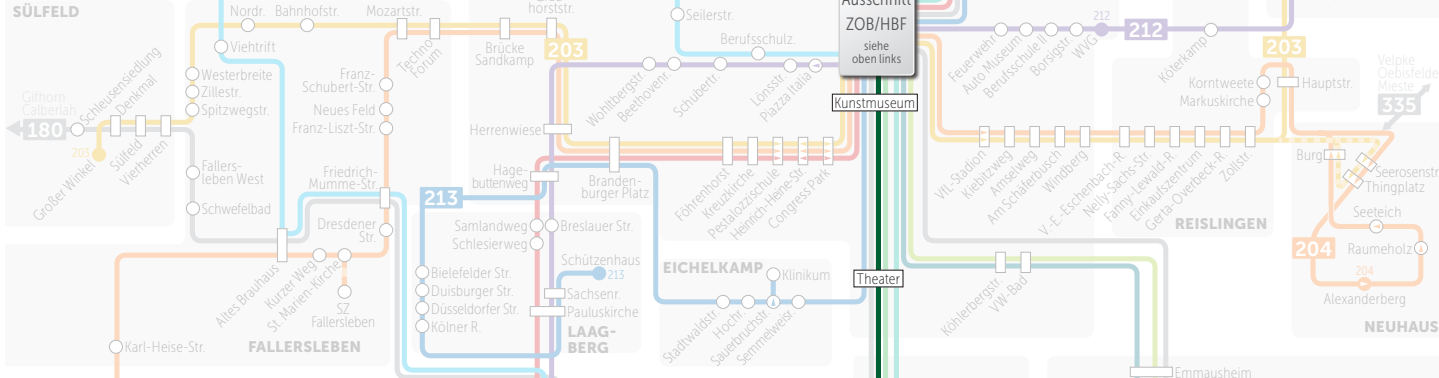 SÜLFELD
Nordr.
Bahnhofstr.
Mozartstr.
horststr.
Seilerstr.
Ausschnitt
ZOB/HBF
siehe
oben links
212
212
Viehtrift
Techno
Forum
Brücke
Sandkamp
203
Berufsschulz.
Feuerwehr
Auto Museum
Berufsschule II
Borsigstr.
WVG
Köterkamp
203
Velpke
Oebisfelde
Mieste
335
Westerbreite
Zillestr.
Spitzwegstr.
Franz-
Schubert-Str.
Neues Feld
Franz-Liszt-Str.
Wohltbergstr.
Beethovenr.
Schubertr.
Lönsstr.
Piazza Italia
Korntweete
Markuskirche
Hauptstr.
Gifhorn
Calberlah
180
Schleusensiedlung
Denkmal
Sülfeld
Vierherren
203
Großer Winkel
Kunstmuseum
Herrenwiese
Fallers-
leben West
Schwefelbad
Friedrich-
Mumme-Str.
Dresdener
Str.
213
Hage-
buttenweg
Branden-
burger Platz
Föhrenhorst
Kreuzkirche
Pestalozzischule
Heinrich-Heine-Str.
Congress Park
VfL-Stadion
Kiebitzweg
Amselweg
Am Schäferbusch
Windberg
V.-E.-Eschenbach-R.
Nelly-Sachs-Str.
Fanny-Lewald-R.
Einkaufszentrum
Gerta-Overbeck-R.
Zollstr.
REISLINGEN
Burg
Seerosenstr.
Thingplatz
Seeteich
Raumeholz
204
204
Alexanderberg
NEUHAUS
Samlandweg
Schlesierweg
Breslauer Str.
Schützenhaus
213
Bielefelder Str.
Duisburger Str.
Düsseldorfer Str.
Kölner R.
Sachsenr.
Pauluskirche
LAAG-
BERG
EICHELKAMP
Klinikum
Stadtwaldstr.
Hochr.
Sauerbruchstr.
Semmelweisr.
Theater
Köhlerbergstr.
VW-Bad
Altes Brauhaus
Kurzer Weg
St. Marien-Kirche
SZ
Fallersleben
Karl-Heise-Str.
FALLERSLEBEN
Emmausheim